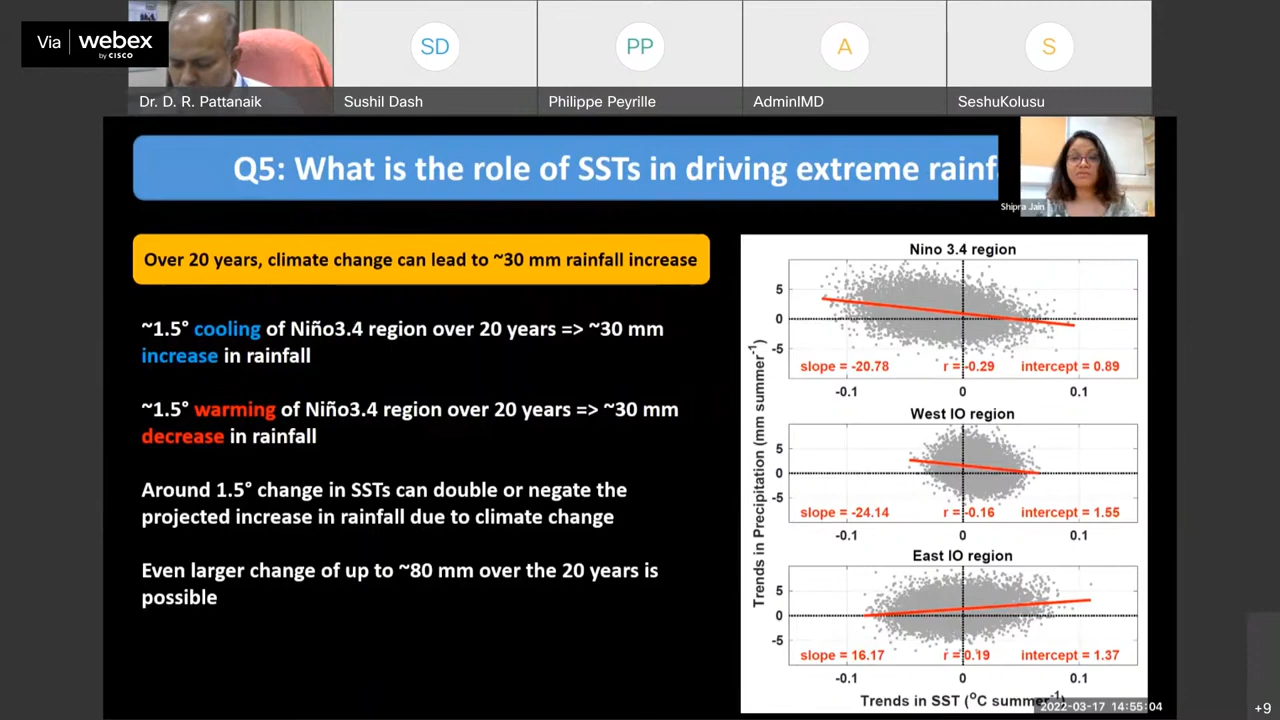 Via webex
by CISCO
SD
PP
A
S
Dr. D. R. Pattanaik
Sushil Dash
Philippe Peyrille
AdminIMD
SeshuKolusu
Q5: What is the role of SSTs in driving extreme rainf
Shipra Jain
Over 20 years, climate change can lead to ~30 mm rainfall increase
~1.5° cooling of Niño3.4 region over 20 years => ~30 mm
increase in rainfall
~1.5° warming of Niño3.4 region over 20 years => ~30 mm
decrease in rainfall
Around 1.5° change in SSTs can double or negate the
projected increase in rainfall due to climate change
Even larger change of up to ~80 mm over the 20 years is
possible
Trends in Precipitation (mm summer⁻¹)
Nino 3.4 region
5
0
-5
slope = -20.78 r = -0.29 intercept = 0.89
-0.1 0 0.1
West IO region
5
0
-5
slope = -24.14 r = -0.16 intercept = 1.55
-0.1 0 0.1
East IO region
5
0
-5
slope = 16.17 r = 0.19 intercept = 1.37
-0.1 0 0.1
Trends in SST (°C summer⁻¹)
2022-03-17 14:55:04
+9